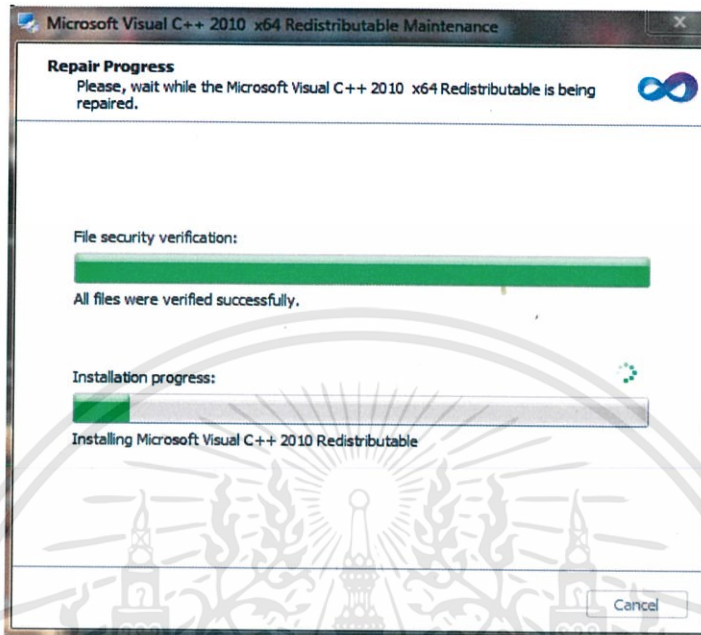 Microsoft Visual C++ 2010 x64 Redistributable Maintenance
Repair Progress
Please, wait while the Microsoft Visual C++ 2010 x64 Redistributable is being
repaired.
File security verification:
All files were verified successfully.
Installation progress:
Installing Microsoft Visual C++ 2010 Redistributable
Cancel